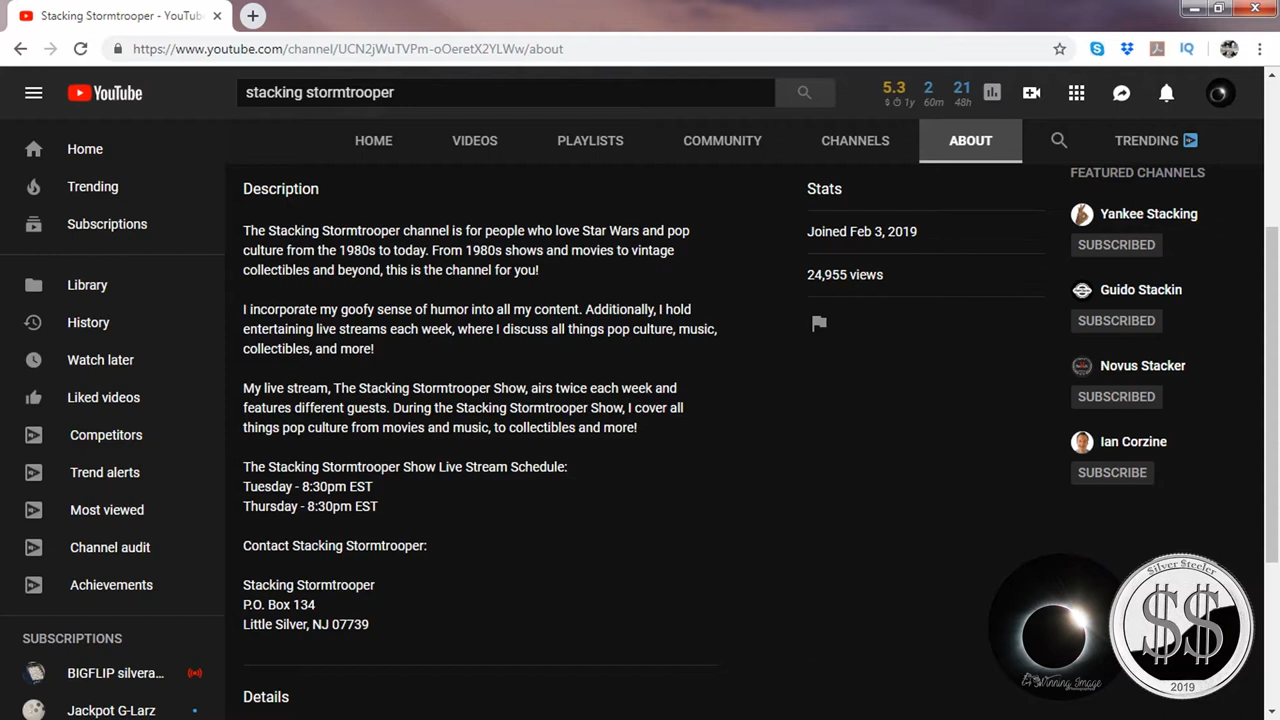 Stacking Stormtrooper - YouTube
https://www.youtube.com/channel/UCN2jWuTVPm-oOeretX2YLWw/about
YouTube
stacking stormtrooper
5.3 2 21
$ 1y 60m 48h
HOME VIDEOS PLAYLISTS COMMUNITY CHANNELS ABOUT TRENDING
Home
Trending
Subscriptions
Library
History
Watch later
Liked videos
Competitors
Trend alerts
Most viewed
Channel audit
Achievements
SUBSCRIPTIONS
BIGFLIP silvera...
Jackpot G-Larz
Description
The Stacking Stormtrooper channel is for people who love Star Wars and pop
culture from the 1980s to today. From 1980s shows and movies to vintage
collectibles and beyond, this is the channel for you!
I incorporate my goofy sense of humor into all my content. Additionally, I hold
entertaining live streams each week, where I discuss all things pop culture, music,
collectibles, and more!
My live stream, The Stacking Stormtrooper Show, airs twice each week and
features different guests. During the Stacking Stormtrooper Show, I cover all
things pop culture from movies and music, to collectibles and more!
The Stacking Stormtrooper Show Live Stream Schedule:
Tuesday - 8:30pm EST
Thursday - 8:30pm EST
Contact Stacking Stormtrooper:
Stacking Stormtrooper
P.O. Box 134
Little Silver, NJ 07739
Details
Stats
Joined Feb 3, 2019
24,955 views
FEATURED CHANNELS
Yankee Stacking
SUBSCRIBED
Guido Stackin
SUBSCRIBED
Novus Stacker
SUBSCRIBED
Ian Corzine
SUBSCRIBE
Winning Image
$ilver $teeler
$$
2019